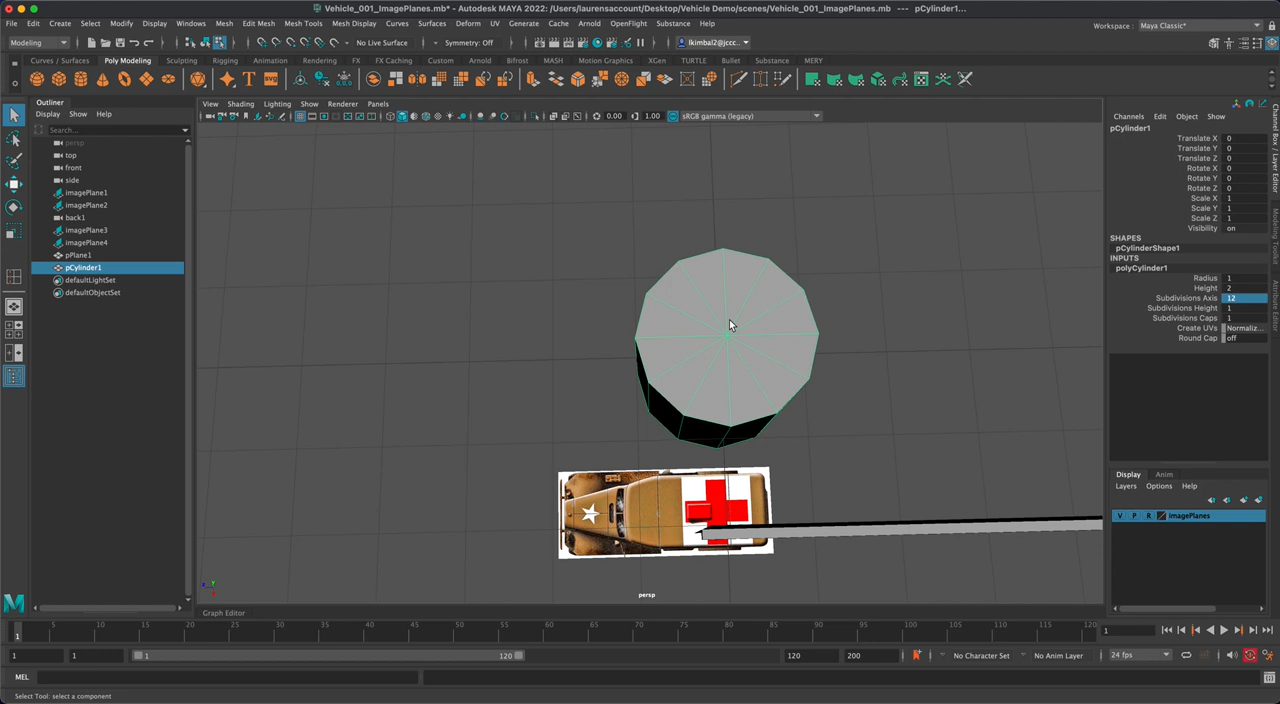 Autodesk MAYA 2022: /Users/laurensaccount/Desktop/Vehicle Demo/scenes/Vehicle_001_ImagePlanes.mb* --- pCylinder1...
Vehicle_001_ImagePlanes.mb*
File Edit Create Select Modify Display Windows Mesh Edit Mesh Mesh Tools Mesh Display Curves Surfaces Deform UV Generate Cache Arnold OpenFlight Substance Help
Workspace : Maya Classic*
Modeling No Live Surface Symmetry: Off lkimbal2@jccc...
Curves / Surfaces Poly Modeling Sculpting Rigging Animation Rendering FX FX Caching Custom Arnold Bifrost MASH Motion Graphics XGen TURTLE Bullet Substance MERY
Outliner
Display Show Help
Search...
persp
top
front
side
imagePlane1
imagePlane2
back1
imagePlane3
imagePlane4
pPlane1
pCylinder1
defaultLightSet
defaultObjectSet
View Shading Lighting Show Renderer Panels
0.00 1.00 sRGB gamma (legacy)
persp
Channels Edit Object Show
pCylinder1
Translate X 0
Translate Y 0
Translate Z 0
Rotate X 0
Rotate Y 0
Rotate Z 0
Scale X 1
Scale Y 1
Scale Z 1
Visibility on
SHAPES
pCylinderShape1
INPUTS
polyCylinder1
Radius 1
Height 2
Subdivisions Axis 12
Subdivisions Height 1
Subdivisions Caps 1
Create UVs Normaliz...
Round Cap off
Channel Box / Layer Editor
Modeling Toolkit
Attribute Editor
Display Anim
Layers Options Help
V P R imagePlanes
Graph Editor
1 5 10 15 20 25 30 35 40 45 50 55 60 65 70 75 80 85 90 95 100 105 110 115 120
1
1 1 1 120 120 200 No Character Set No Anim Layer 24 fps
MEL
Select Tool: select a component